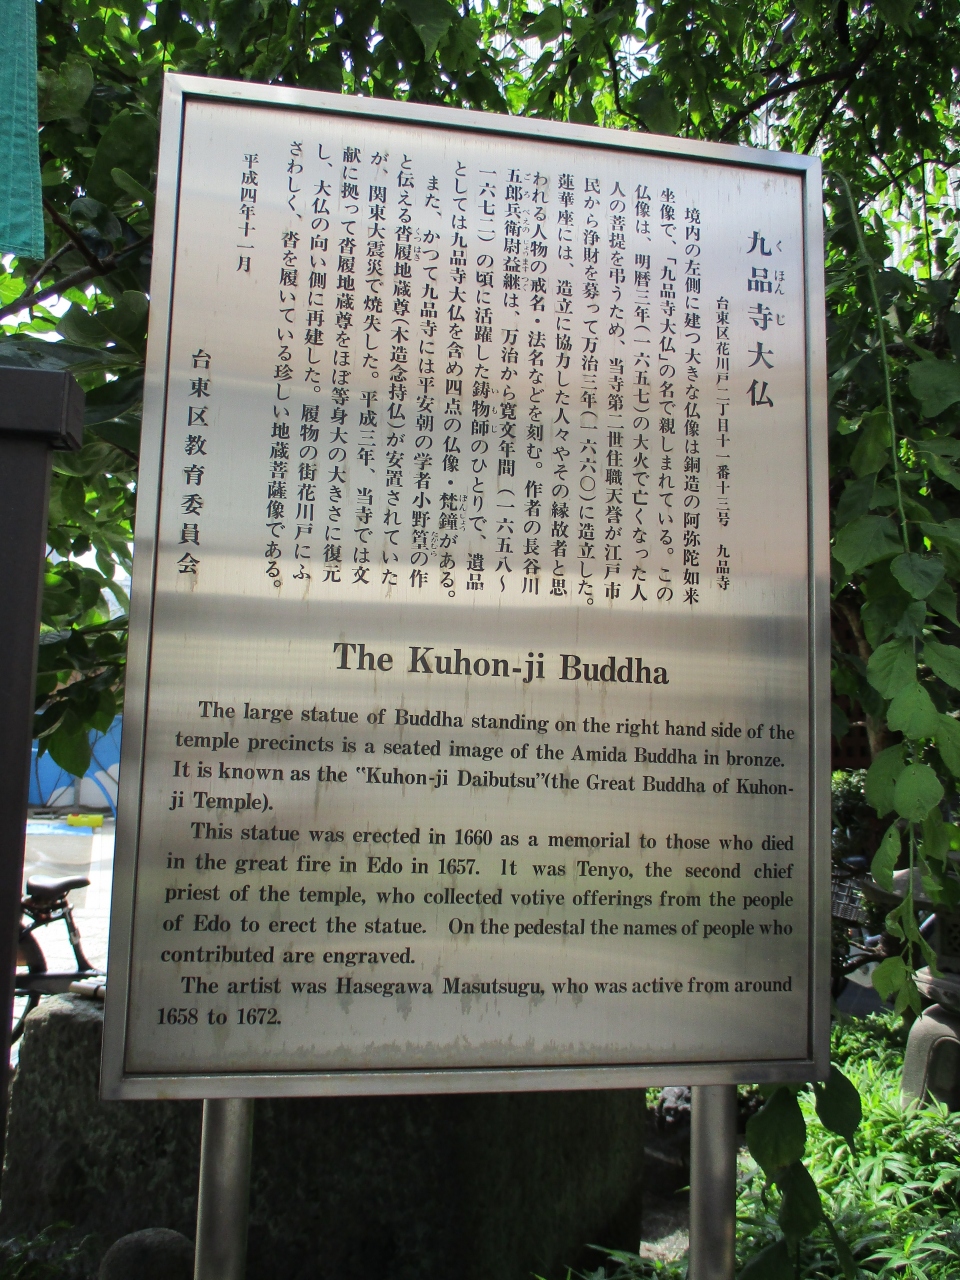 九品寺大仏
くほんじ
台東区花川戸二丁目十一番十三号 九品寺
境内の左側に建つ大きな仏像は銅造の阿弥陀如来
坐像で、「九品寺大仏」の名で親しまれている。この
仏像は、明暦三年(一六五七)の大火で亡くなった人
人の菩提を弔うため、当寺第二世住職天誉が江戸市
民から浄財を募って万治三年(一六六〇)に造立した。
蓮華座には、造立に協力した人々やその縁故者と思
われる人物の戒名・法名などを刻む。作者の長谷川
五郎兵衛尉益継は、万治から寛文年間(一六五八~
一六七二)の頃に活躍した鋳物師のひとりで、遺品
としては九品寺大仏を含め四点の仏像・梵鐘がある。
また、かつて九品寺には平安朝の学者小野篁の作
と伝える沓履地蔵尊(木造念持仏)が安置されていた
が、関東大震災で焼失した。平成三年、当寺では文
献に拠って沓履地蔵尊をほぼ等身大の大きさに復元
し、大仏の向い側に再建した。履物の街花川戸にふ
さわしく、沓を履いている珍しい地蔵菩薩像である。
平成四年十一月
台東区教育委員会
The Kuhon-ji Buddha
The large statue of Buddha standing on the right hand side of the
temple precincts is a seated image of the Amida Buddha in bronze.
It is known as the "Kuhon-ji Daibutsu"(the Great Buddha of Kuhon-
ji Temple).
This statue was erected in 1660 as a memorial to those who died
in the great fire in Edo in 1657. It was Tenyo, the second chief
priest of the temple, who collected votive offerings from the people
of Edo to erect the statue. On the pedestal the names of people who
contributed are engraved.
The artist was Hasegawa Masutsugu, who was active from around
1658 to 1672.